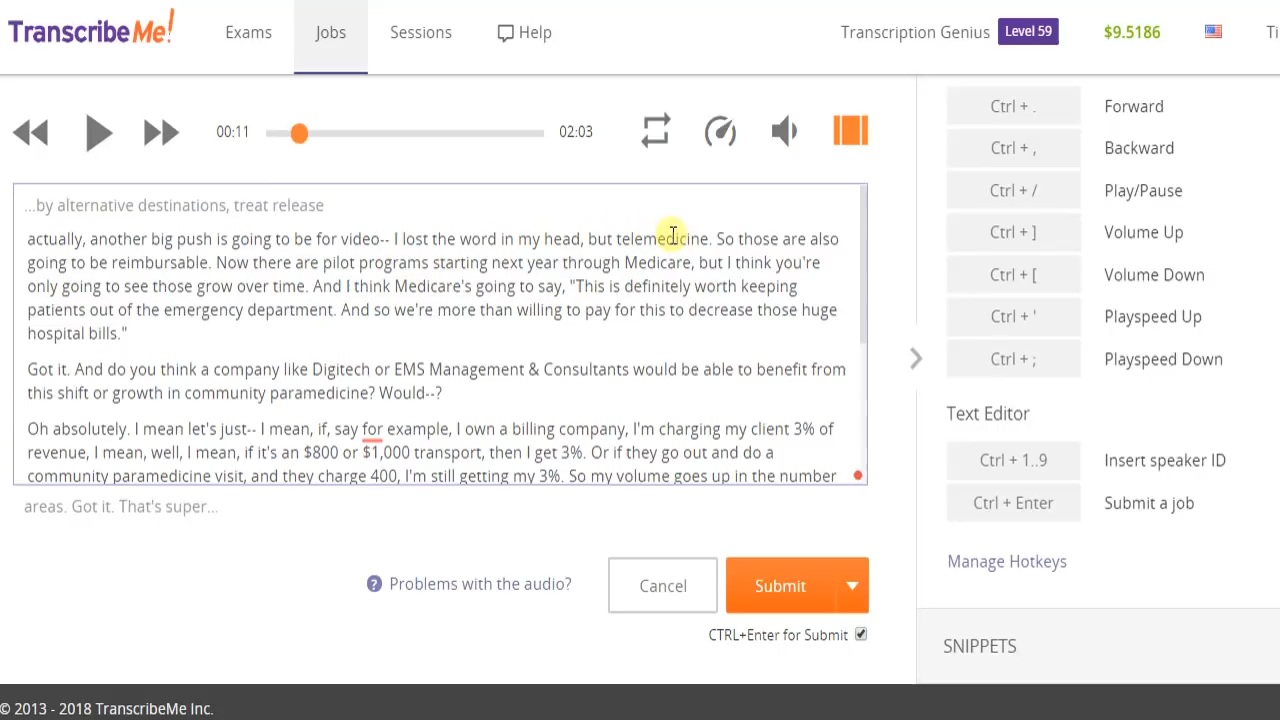 TranscribeMe!
Exams
Jobs
Sessions
Help
Transcription Genius
Level 59
$9.5186
00:11
02:03
...by alternative destinations, treat release
actually, another big push is going to be for video-- I lost the word in my head, but telemedicine. So those are also
going to be reimbursable. Now there are pilot programs starting next year through Medicare, but I think you're
only going to see those grow over time. And I think Medicare's going to say, "This is definitely worth keeping
patients out of the emergency department. And so we're more than willing to pay for this to decrease those huge
hospital bills."
Got it. And do you think a company like Digitech or EMS Management & Consultants would be able to benefit from
this shift or growth in community paramedicine? Would--?
Oh absolutely. I mean let's just-- I mean, if, say for example, I own a billing company, I'm charging my client 3% of
revenue, I mean, well, I mean, if it's an $800 or $1,000 transport, then I get 3%. Or if they go out and do a
community paramedicine visit, and they charge 400, I'm still getting my 3%. So my volume goes up in the number
areas. Got it. That's super...
? Problems with the audio?
Cancel
Submit
CTRL+Enter for Submit
Ctrl + . Forward
Ctrl + , Backward
Ctrl + / Play/Pause
Ctrl + ] Volume Up
Ctrl + [ Volume Down
Ctrl + ' Playspeed Up
Ctrl + ; Playspeed Down
Text Editor
Ctrl + 1..9 Insert speaker ID
Ctrl + Enter Submit a job
Manage Hotkeys
SNIPPETS
© 2013 - 2018 TranscribeMe Inc.